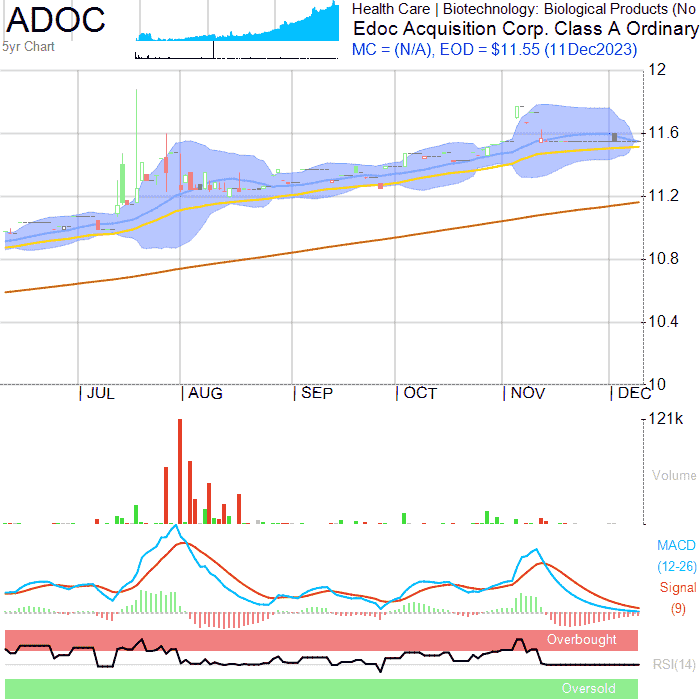 ADOC
5yr Chart
Health Care | Biotechnology: Biological Products (No
Edoc Acquisition Corp. Class A Ordinary
MC = (N/A), EOD = $11.55 (11Dec2023)
12
11.6
11.2
10.8
10.4
10
JUL AUG SEP OCT NOV DEC
121k
Volume
MACD
(12-26)
Signal
(9)
Overbought
RSI(14)
Oversold